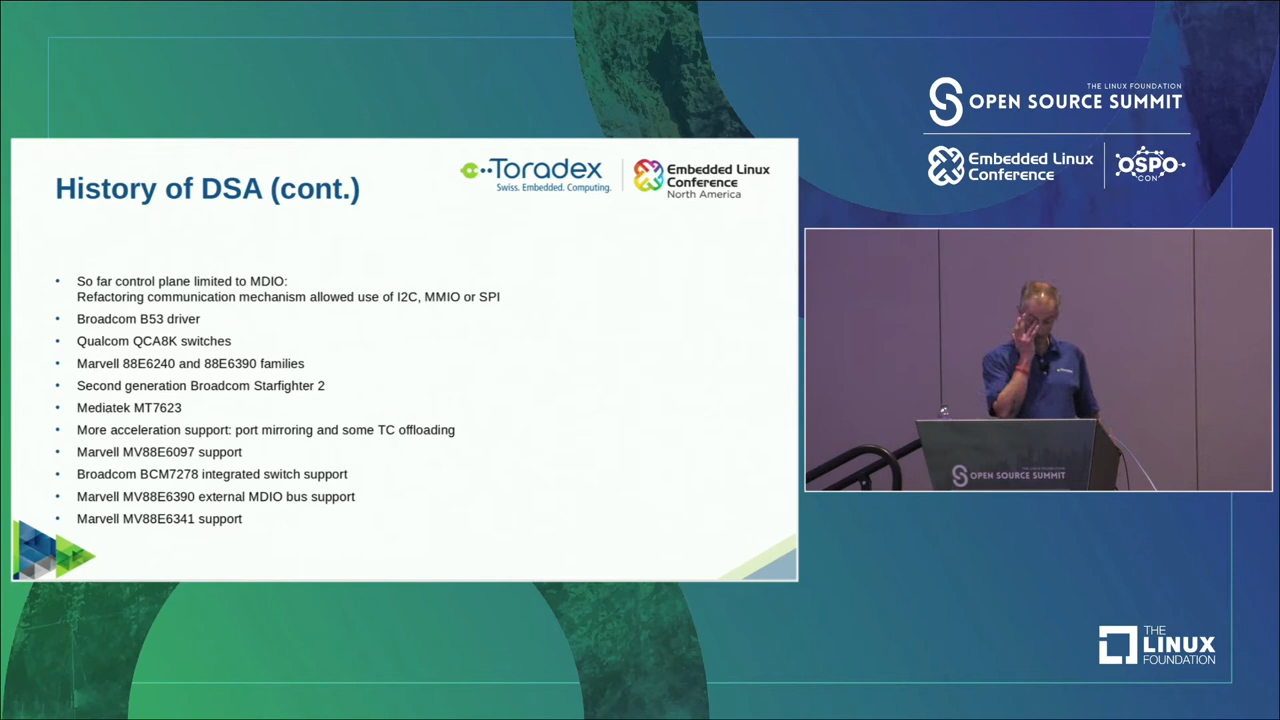 THE LINUX FOUNDATION
OPEN SOURCE SUMMIT
Embedded Linux
Conference
OSPO
CON
History of DSA (cont.)
Toradex
Swiss. Embedded. Computing.
Embedded Linux
Conference
North America
• So far control plane limited to MDIO:
Refactoring communication mechanism allowed use of I2C, MMIO or SPI
• Broadcom B53 driver
• Qualcomm QCA8K switches
• Marvell 88E6240 and 88E6390 families
• Second generation Broadcom Starfighter 2
• Mediatek MT7623
• More acceleration support: port mirroring and some TC offloading
• Marvell MV88E6097 support
• Broadcom BCM7278 integrated switch support
• Marvell MV88E6390 external MDIO bus support
• Marvell MV88E6341 support
OPEN SOURCE SUMMIT
THE
LINUX
FOUNDATION